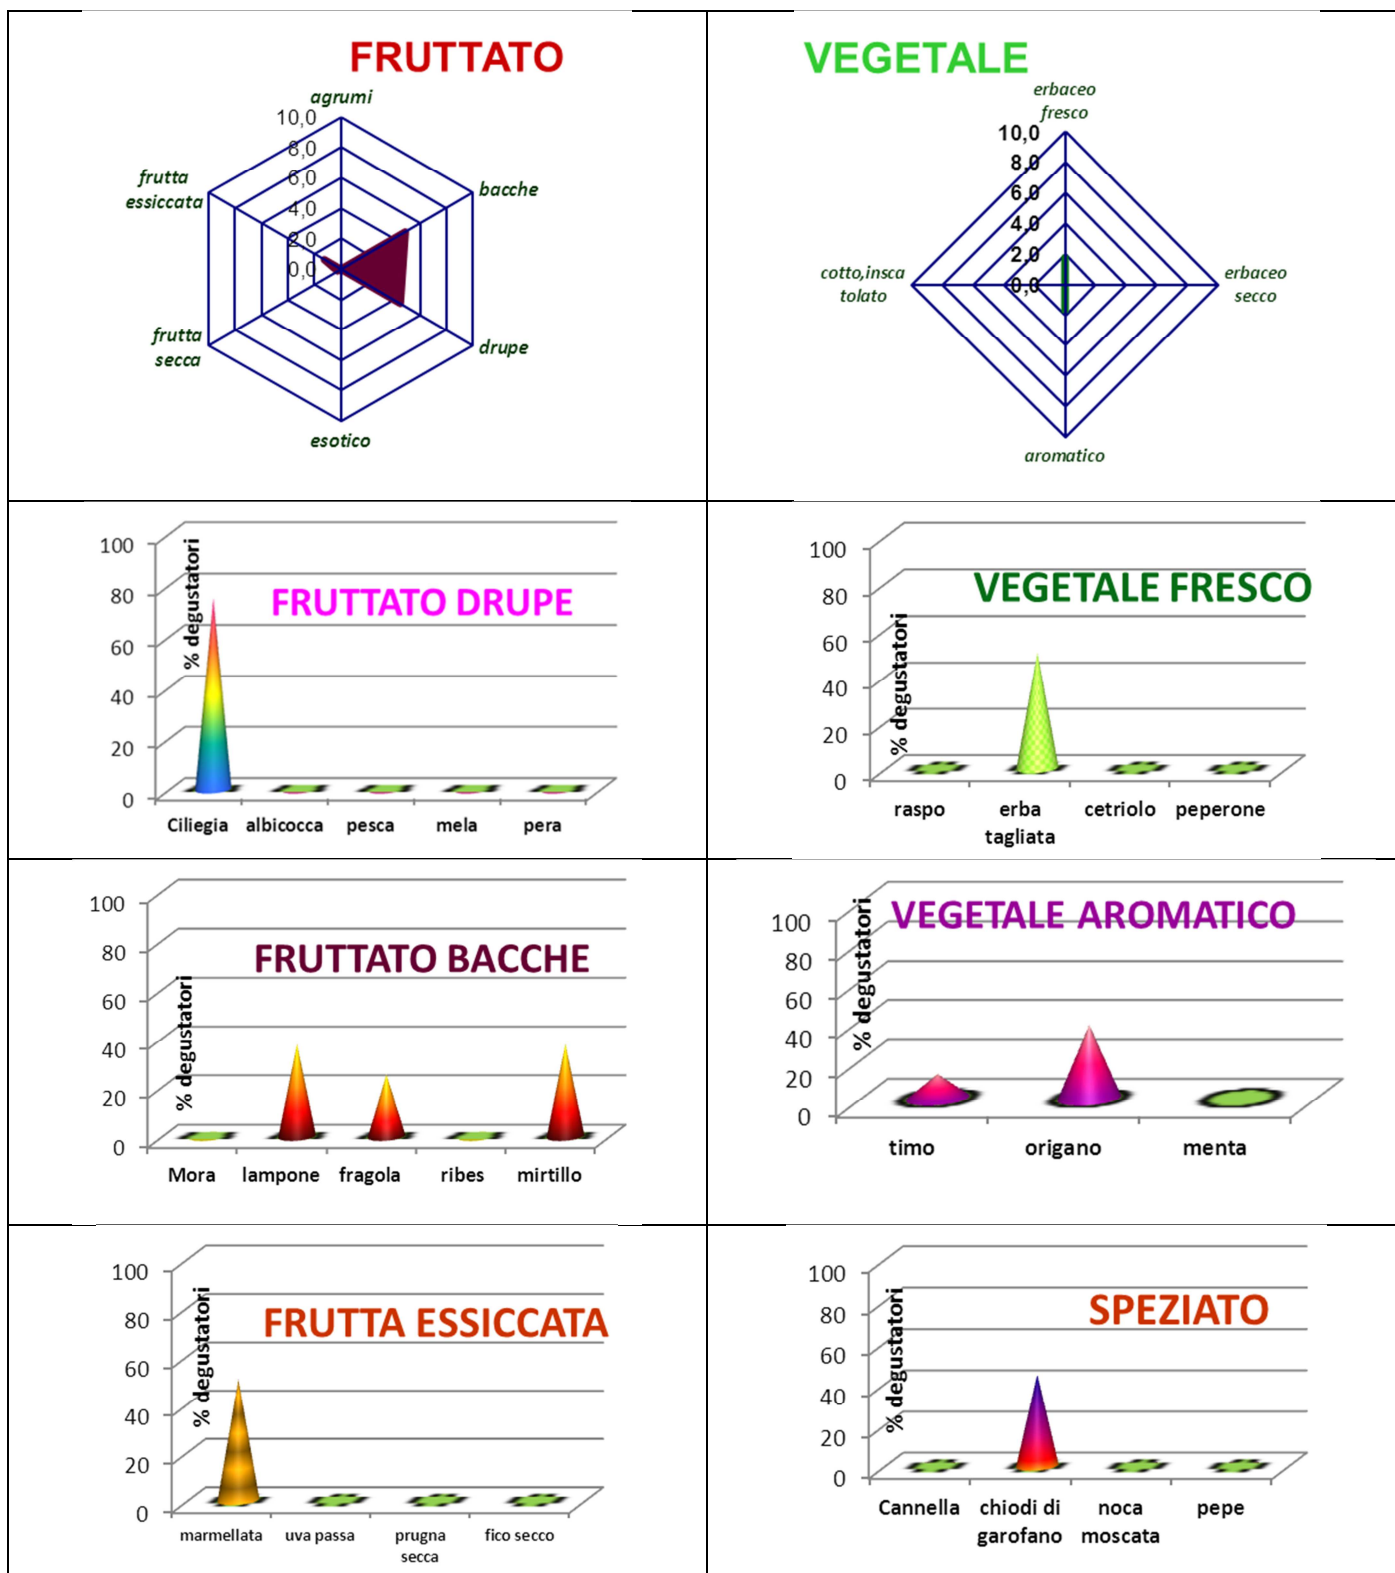 FRUTTATO
agrumi
10,0
8,0
6,0
4,0
2,0
0,0
bacche
drupe
esotico
frutta
secca
frutta
essiccata
VEGETALE
erbaceo
fresco
10,0
8,0
6,0
4,0
2,0
0,0
erbaceo
secco
aromatico
cotto,insca
tolato
FRUTTATO DRUPE
% degustatori
100
80
60
40
20
0
Ciliegia albicocca pesca mela pera
VEGETALE FRESCO
% degustatori
100
80
60
40
20
0
raspo erba cetriolo peperone
tagliata
FRUTTATO BACCHE
% degustatori
100
80
60
40
20
0
Mora lampone fragola ribes mirtillo
VEGETALE AROMATICO
% degustatori
100
80
60
40
20
0
timo origano menta
FRUTTA ESSICCATA
% degustatori
100
80
60
40
20
0
marmellata uva passa prugna fico secco
secca
SPEZIATO
% degustatori
100
80
60
40
20
0
Cannella chiodi di noca pepe
garofano moscata